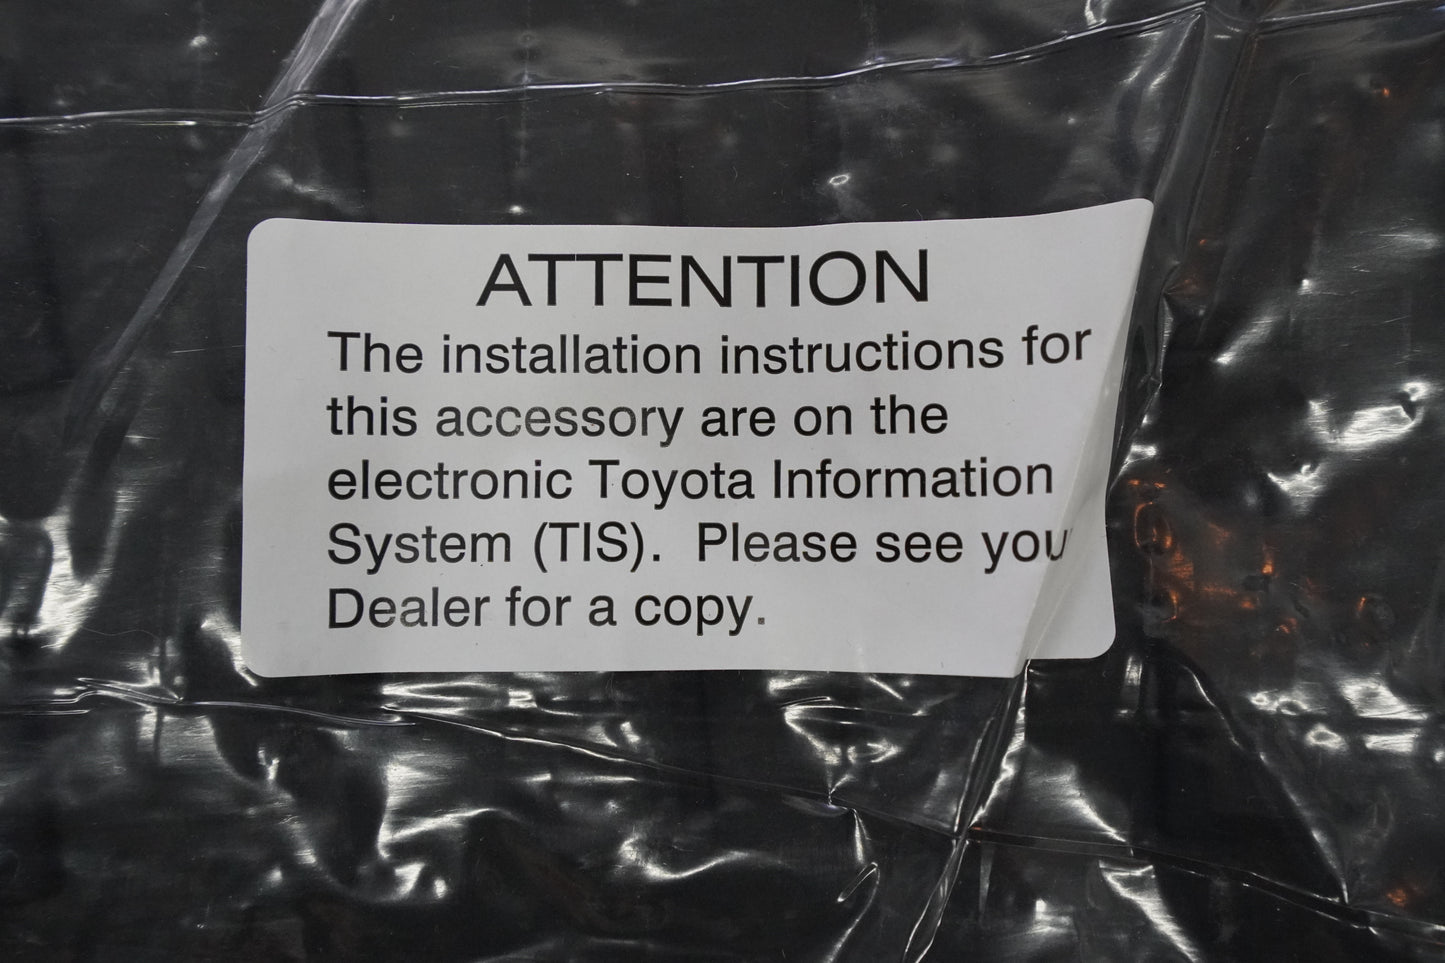 ATTENTION
The installation instructions for
this accessory are on the
electronic Toyota Information
System (TIS).  Please see you
Dealer for a copy.